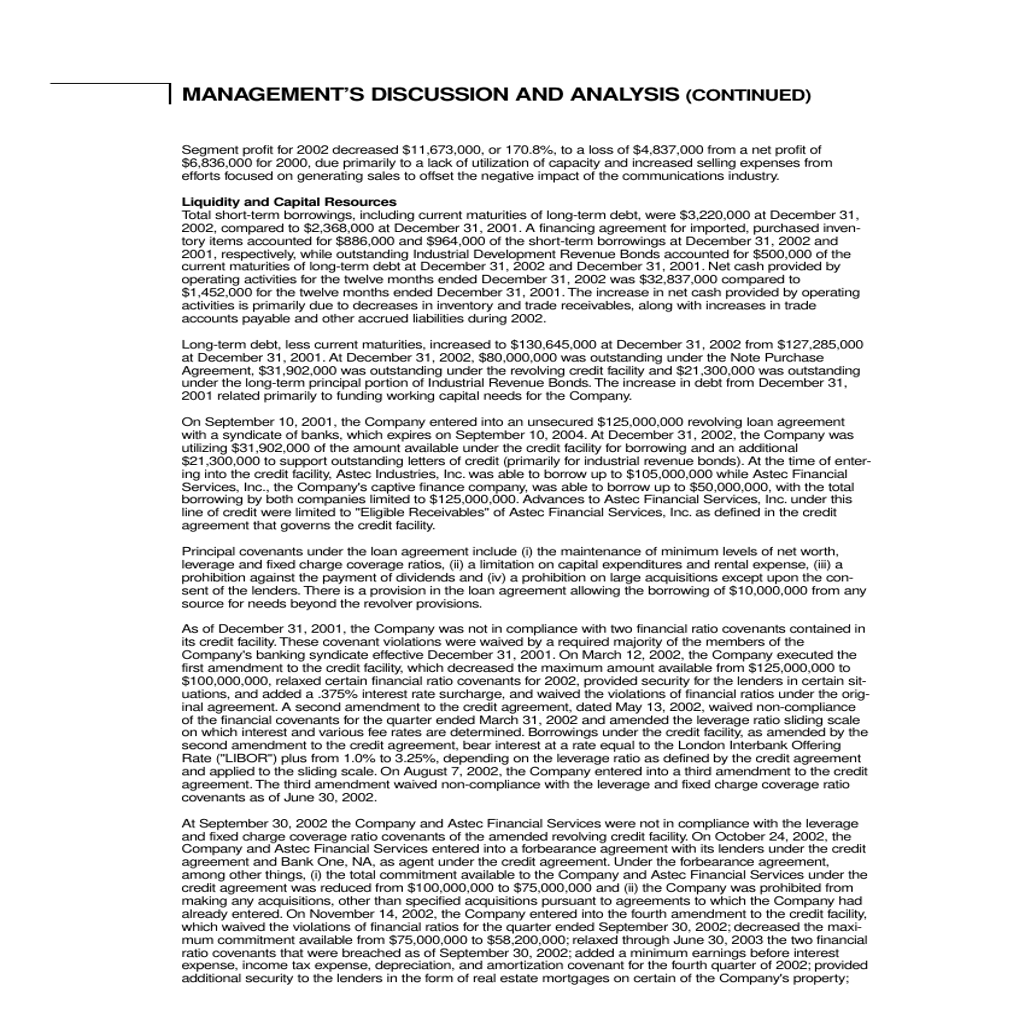 MANAGEMENT'S DISCUSSION AND ANALYSIS (CONTINUED)
Segment profit for 2002 decreased $11,673,000, or 170.8%, to a loss of $4,837,000 from a net profit of
$6,836,000 for 2000, due primarily to a lack of utilization of capacity and increased selling expenses from
efforts focused on generating sales to offset the negative impact of the communications industry.
Liquidity and Capital Resources
Total short-term borrowings, including current maturities of long-term debt, were $3,220,000 at December 31,
2002, compared to $2,368,000 at December 31, 2001. A financing agreement for imported, purchased inven-
tory items accounted for $886,000 and $964,000 of the short-term borrowings at December 31, 2002 and
2001, respectively, while outstanding Industrial Development Revenue Bonds accounted for $500,000 of the
current maturities of long-term debt at December 31, 2002 and December 31, 2001. Net cash provided by
operating activities for the twelve months ended December 31, 2002 was $32,837,000 compared to
$1,452,000 for the twelve months ended December 31, 2001. The increase in net cash provided by operating
activities is primarily due to decreases in inventory and trade receivables, along with increases in trade
accounts payable and other accrued liabilities during 2002.
Long-term debt, less current maturities, increased to $130,645,000 at December 31, 2002 from $127,285,000
at December 31, 2001. At December 31, 2002, $80,000,000 was outstanding under the Note Purchase
Agreement, $31,902,000 was outstanding under the revolving credit facility and $21,300,000 was outstanding
under the long-term principal portion of Industrial Revenue Bonds. The increase in debt from December 31,
2001 related primarily to funding working capital needs for the Company.
On September 10, 2001, the Company entered into an unsecured $125,000,000 revolving loan agreement
with a syndicate of banks, which expires on September 10, 2004. At December 31, 2002, the Company was
utilizing $31,902,000 of the amount available under the credit facility for borrowing and an additional
$21,300,000 to support outstanding letters of credit (primarily for industrial revenue bonds). At the time of enter-
ing into the credit facility, Astec Industries, Inc. was able to borrow up to $105,000,000 while Astec Financial
Services, Inc., the Company's captive finance company, was able to borrow up to $50,000,000, with the total
borrowing by both companies limited to $125,000,000. Advances to Astec Financial Services, Inc. under this
line of credit were limited to "Eligible Receivables" of Astec Financial Services, Inc. as defined in the credit
agreement that governs the credit facility.
Principal covenants under the loan agreement include (i) the maintenance of minimum levels of net worth,
leverage and fixed charge coverage ratios, (ii) a limitation on capital expenditures and rental expense, (iii) a
prohibition against the payment of dividends and (iv) a prohibition on large acquisitions except upon the con-
sent of the lenders. There is a provision in the loan agreement allowing the borrowing of $10,000,000 from any
source for needs beyond the revolver provisions.
As of December 31, 2001, the Company was not in compliance with two financial ratio covenants contained in
its credit facility. These covenant violations were waived by a required majority of the members of the
Company's banking syndicate effective December 31, 2001. On March 12, 2002, the Company executed the
first amendment to the credit facility, which decreased the maximum amount available from $125,000,000 to
$100,000,000, relaxed certain financial ratio covenants for 2002, provided security for the lenders in certain sit-
uations, and added a .375% interest rate surcharge, and waived the violations of financial ratios under the orig-
inal agreement. A second amendment to the credit agreement, dated May 13, 2002, waived non-compliance
of the financial covenants for the quarter ended March 31, 2002 and amended the leverage ratio sliding scale
on which interest and various fee rates are determined. Borrowings under the credit facility, as amended by the
second amendment to the credit agreement, bear interest at a rate equal to the London Interbank Offering
Rate ("LIBOR") plus from 1.0% to 3.25%, depending on the leverage ratio as defined by the credit agreement
and applied to the sliding scale. On August 7, 2002, the Company entered into a third amendment to the credit
agreement. The third amendment waived non-compliance with the leverage and fixed charge coverage ratio
covenants as of June 30, 2002.
At September 30, 2002 the Company and Astec Financial Services were not in compliance with the leverage
and fixed charge coverage ratio covenants of the amended revolving credit facility. On October 24, 2002, the
Company and Astec Financial Services entered into a forbearance agreement with its lenders under the credit
agreement and Bank One, NA, as agent under the credit agreement. Under the forbearance agreement,
among other things, (i) the total commitment available to the Company and Astec Financial Services under the
credit agreement was reduced from $100,000,000 to $75,000,000 and (ii) the Company was prohibited from
making any acquisitions, other than specified acquisitions pursuant to agreements to which the Company had
already entered. On November 14, 2002, the Company entered into the fourth amendment to the credit facility,
which waived the violations of financial ratios for the quarter ended September 30, 2002; decreased the maxi-
mum commitment available from $75,000,000 to $58,200,000; relaxed through June 30, 2003 the two financial
ratio covenants that were breached as of September 30, 2002; added a minimum earnings before interest
expense, income tax expense, depreciation, and amortization covenant for the fourth quarter of 2002; provided
additional security to the lenders in the form of real estate mortgages on certain of the Company's property;